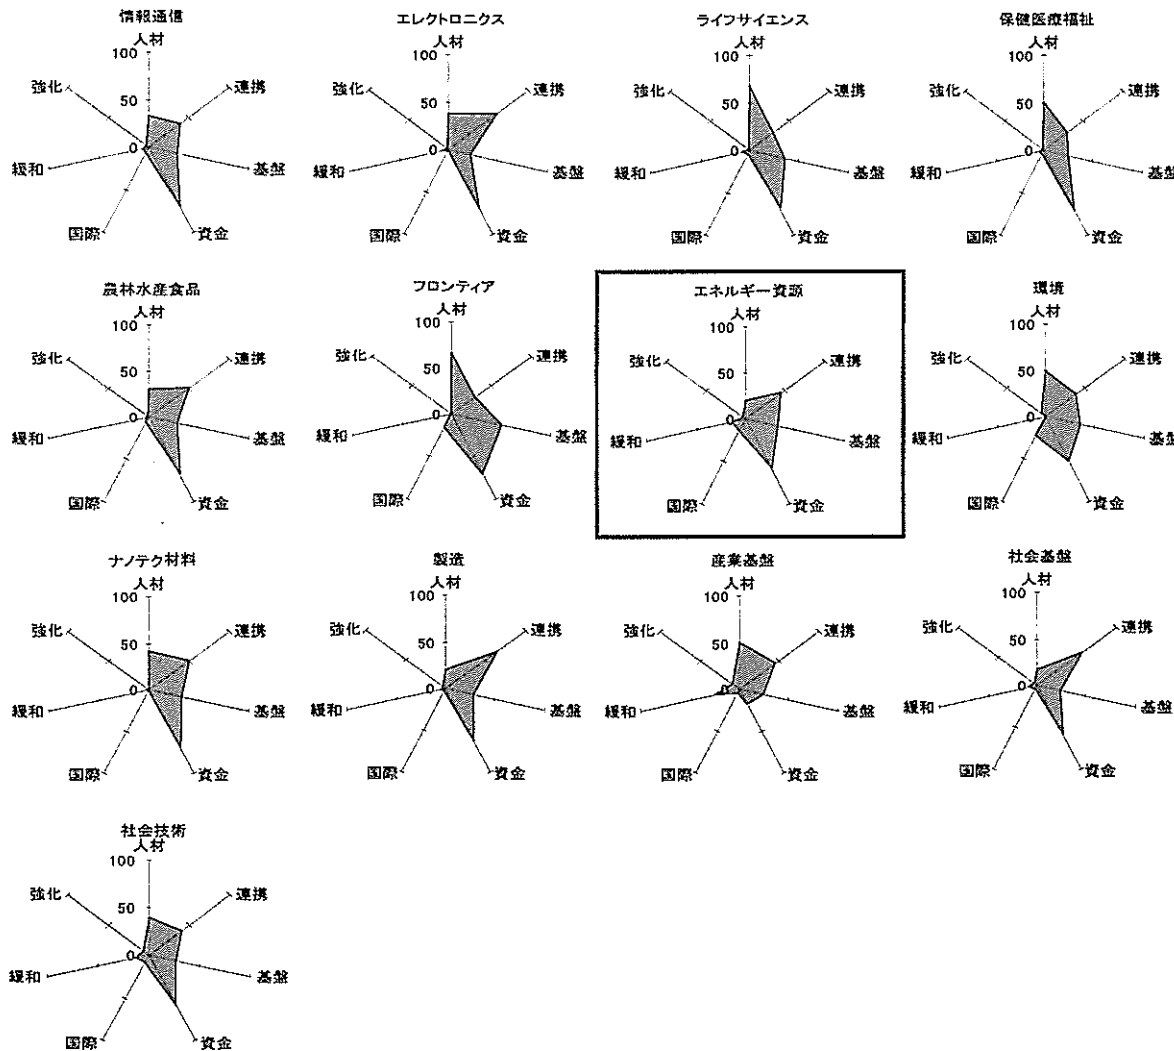 情報通信
人材
100
50
0
連携
基盤
資金
国際
緩和
強化
エレクトロニクス
人材
100
50
0
連携
基盤
資金
国際
緩和
強化
ライフサイエンス
人材
100
50
0
連携
基盤
資金
国際
緩和
強化
保健医療福祉
人材
100
50
0
連携
基盤
資金
国際
緩和
強化
農林水産食品
人材
100
50
0
連携
基盤
資金
国際
緩和
強化
フロンティア
人材
100
50
0
連携
基盤
資金
国際
緩和
強化
エネルギー資源
人材
100
50
0
連携
基盤
資金
国際
緩和
強化
環境
人材
100
50
0
連携
基盤
資金
国際
緩和
強化
ナノテク材料
人材
100
50
0
連携
基盤
資金
国際
緩和
強化
製造
人材
100
50
0
連携
基盤
資金
国際
緩和
強化
産業基盤
人材
100
50
0
連携
基盤
資金
国際
緩和
強化
社会基盤
人材
100
50
0
連携
基盤
資金
国際
緩和
強化
社会技術
人材
100
50
0
連携
基盤
資金
国際
緩和
強化